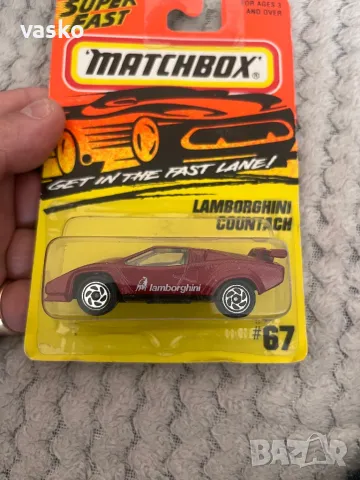 vasko
SUPER
FAST
FOR AGES 3
AND OVER
MATCHBOX®
GET IN THE FAST LANE!
LAMBORGHINI
COUNTACH
lamborghini
#67
BAZAR